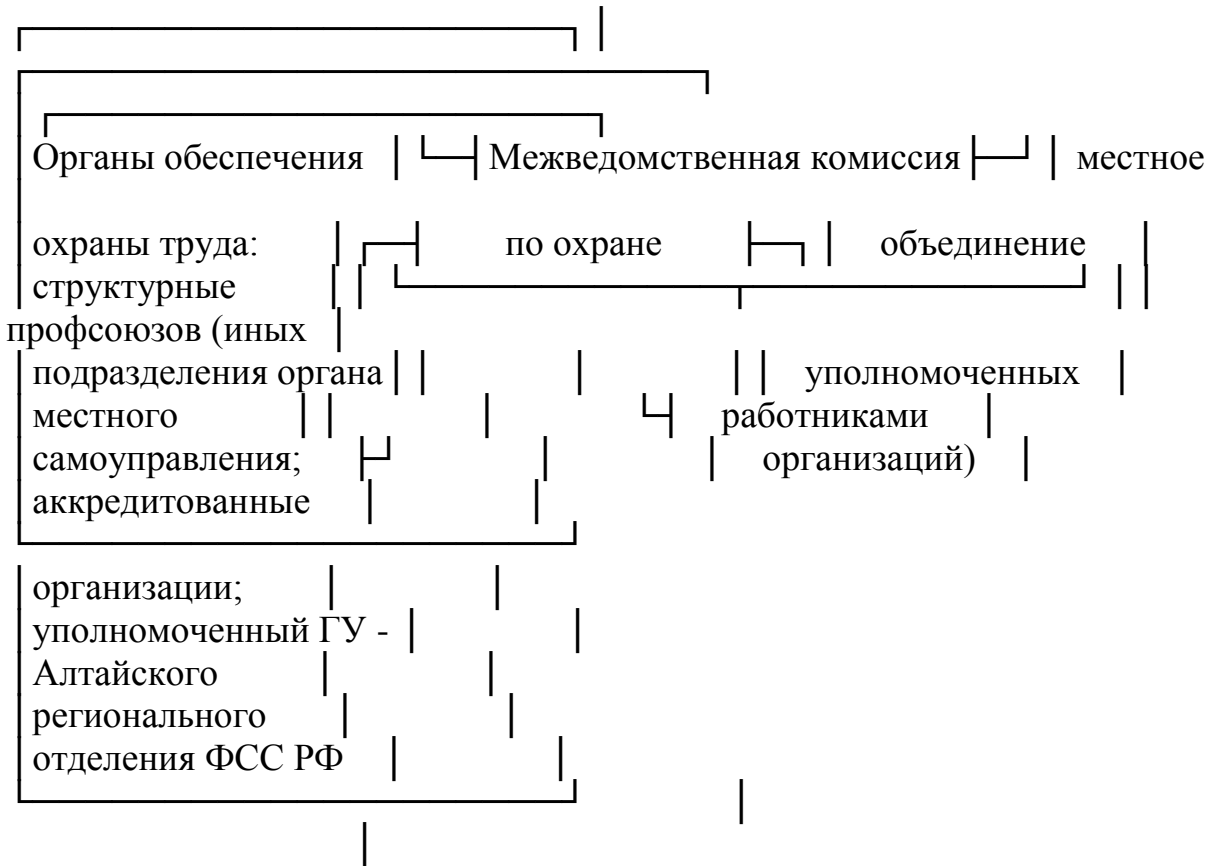 Органы обеспечения Межведомственная комиссия местное
охраны труда: по охране объединение
структурные
профсоюзов (иных
подразделения органа уполномоченных
местного работниками
самоуправления; организаций)
аккредитованные
организации;
уполномоченный ГУ -
Алтайского
регионального
отделения ФСС РФ